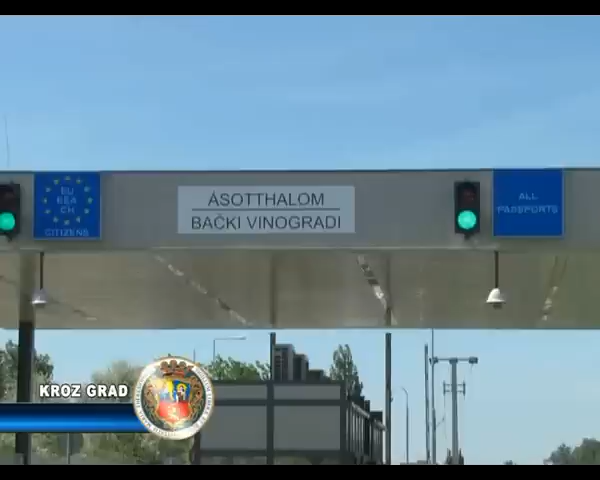 EU
EEA
CH
CITIZENS
ÁSOTTHALOM
BAČKI VINOGRADI
ALL
PASSPORTS
KROZ GRAD